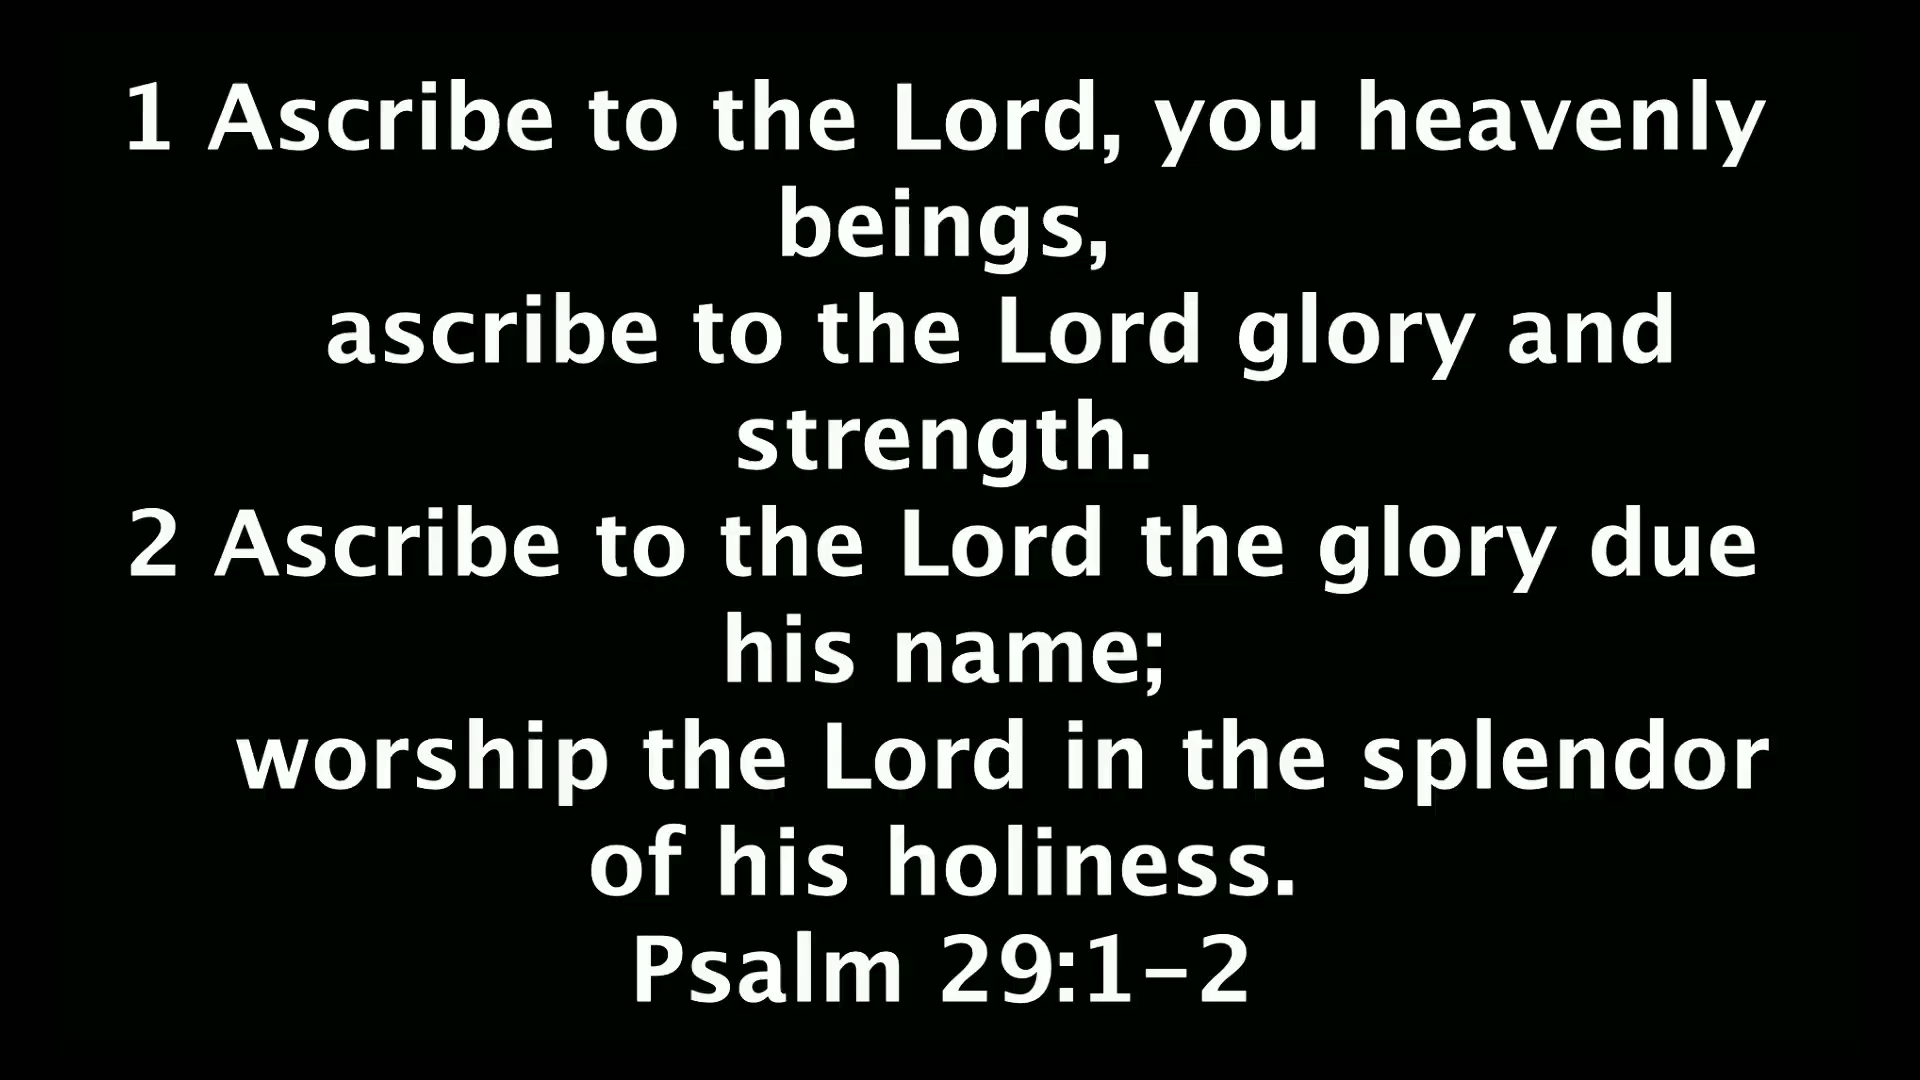 1 Ascribe to the Lord, you heavenly
beings,
ascribe to the Lord glory and
strength.
2 Ascribe to the Lord the glory due
his name;
worship the Lord in the splendor
of his holiness.
Psalm 29:1-2